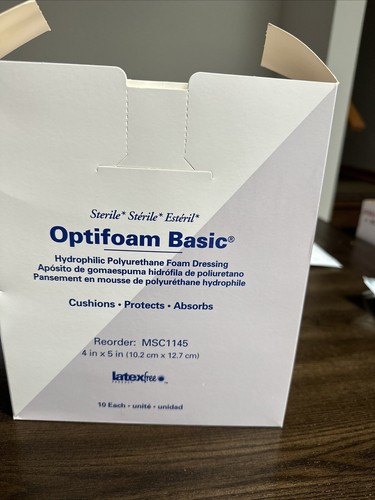 Sterile* Stérile* Estéril*
Optifoam Basic®
Hydrophilic Polyurethane Foam Dressing
Apósito de gomaespuma hidrófila de poliuretano
Pansement en mousse de polyuréthane hydrophile
Cushions • Protects • Absorbs
Reorder: MSC1145
4 in x 5 in (10.2 cm x 12.7 cm)
latexfree
PRODUCT
10 Each • unité • unidad